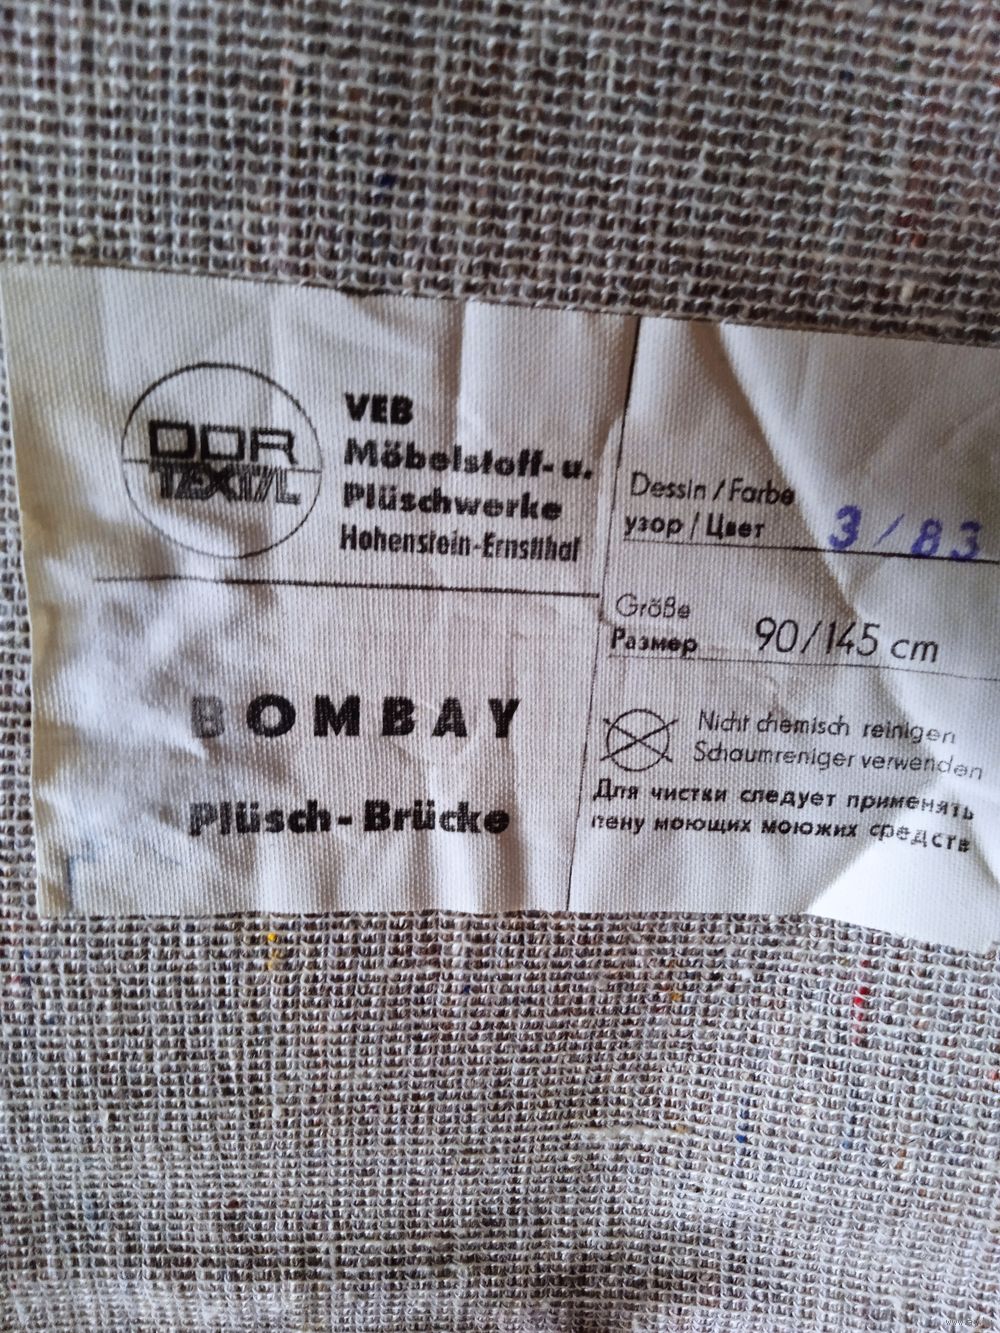 DDR
TEXTIL
VEB
Möbelstoff- u.
Plüschwerke
Hohenstein-Ernstthal
BOMBAY
Plüsch-Brücke
Dessin / Farbe
узор / Цвет 3/83
Größe
Размер 90/145 cm
Nicht chemisch reinigen
Schaumreniger verwenden
Для чистки следует применять
пену моющих моюжих средств